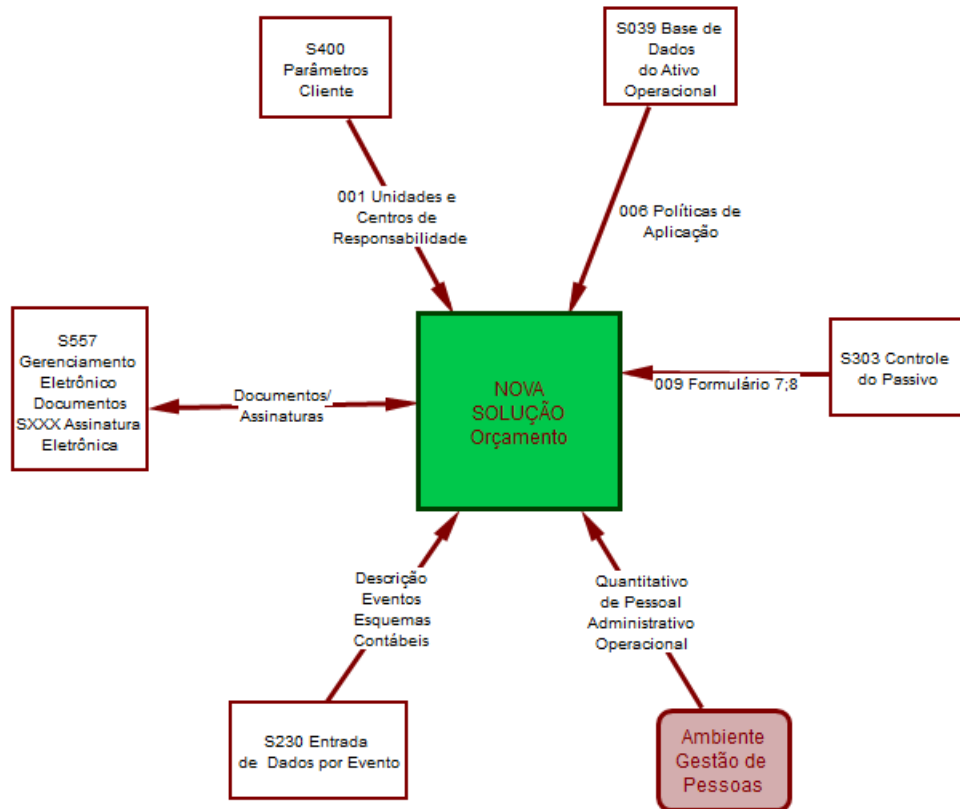 S400
Parâmetros
Cliente
S039 Base de
Dados
do Ativo
Operacional
001 Unidades e
Centros de
Responsabilidade
006 Políticas de
Aplicação
S557
Gerenciamento
Eletrônico
Documentos
SXXX Assinatura
Eletrônica
Documentos/
Assinaturas
NOVA
SOLUÇÃO
Orçamento
009 Formulário 7;8
S303 Controle
do Passivo
Descrição
Eventos
Esquemas
Contábeis
Quantitativo
de Pessoal
Administrativo
Operacional
S230 Entrada
de Dados por Evento
Ambiente
Gestão de
Pessoas